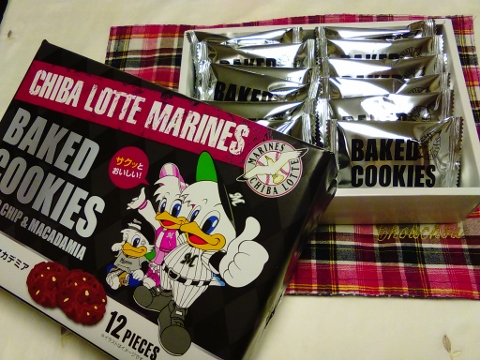 CHIBA LOTTE MARINES
BAKED
COOKIES
CHIP & MACADAMIA
サクッと
おいしい!
MARINES
CHIBA LOTTE
カデミア
12 PIECES
BAKED
BAKED
COOKIES